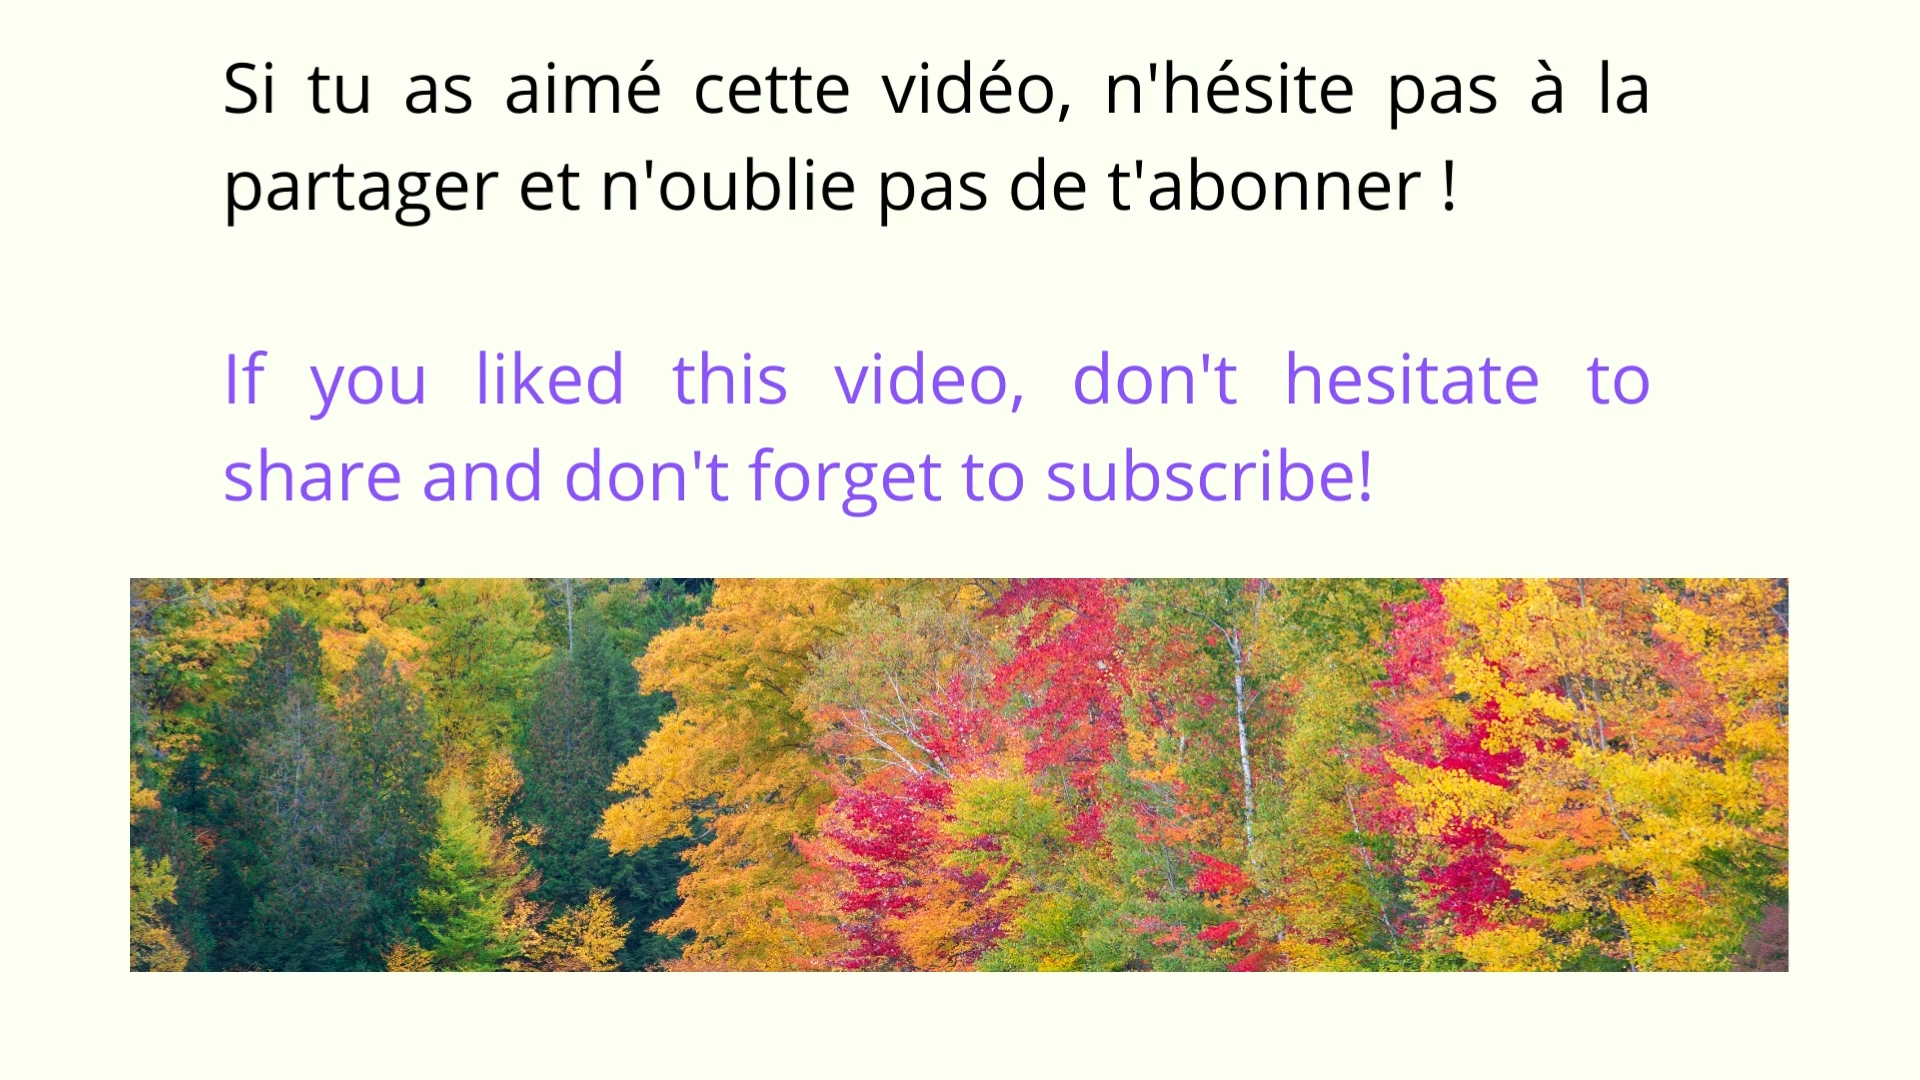 Si tu as aimé cette vidéo, n'hésite pas à la
partager et n'oublie pas de t'abonner !
If you liked this video, don't hesitate to
share and don't forget to subscribe!